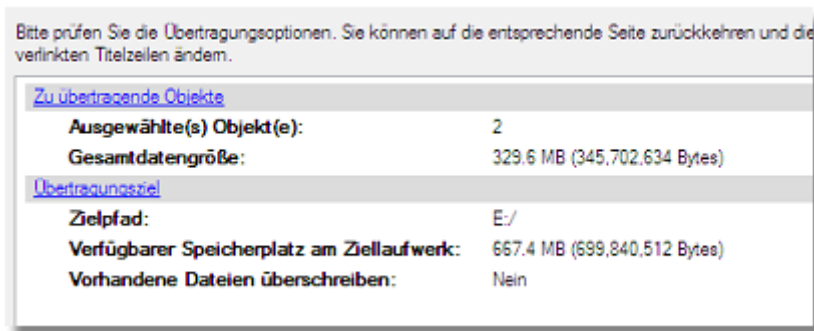 Bitte prüfen Sie die Übertragungsoptionen. Sie können auf die entsprechende Seite zurückkehren und die
verlinkten Titelzeilen ändern.
Zu übertragende Objekte
Ausgewählte(s) Objekt(e): 2
Gesamtdatengröße: 329.6 MB (345,702,634 Bytes)
Übertragungsziel
Zielpfad: E:/
Verfügbarer Speicherplatz am Ziellaufwerk: 667.4 MB (699,840,512 Bytes)
Vorhandene Dateien überschreiben: Nein